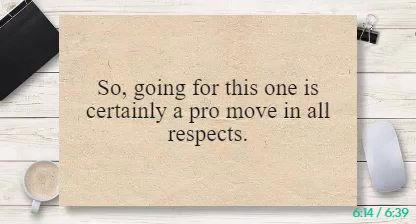 So, going for this one is
certainly a pro move in all
respects.
6:14 / 6:39